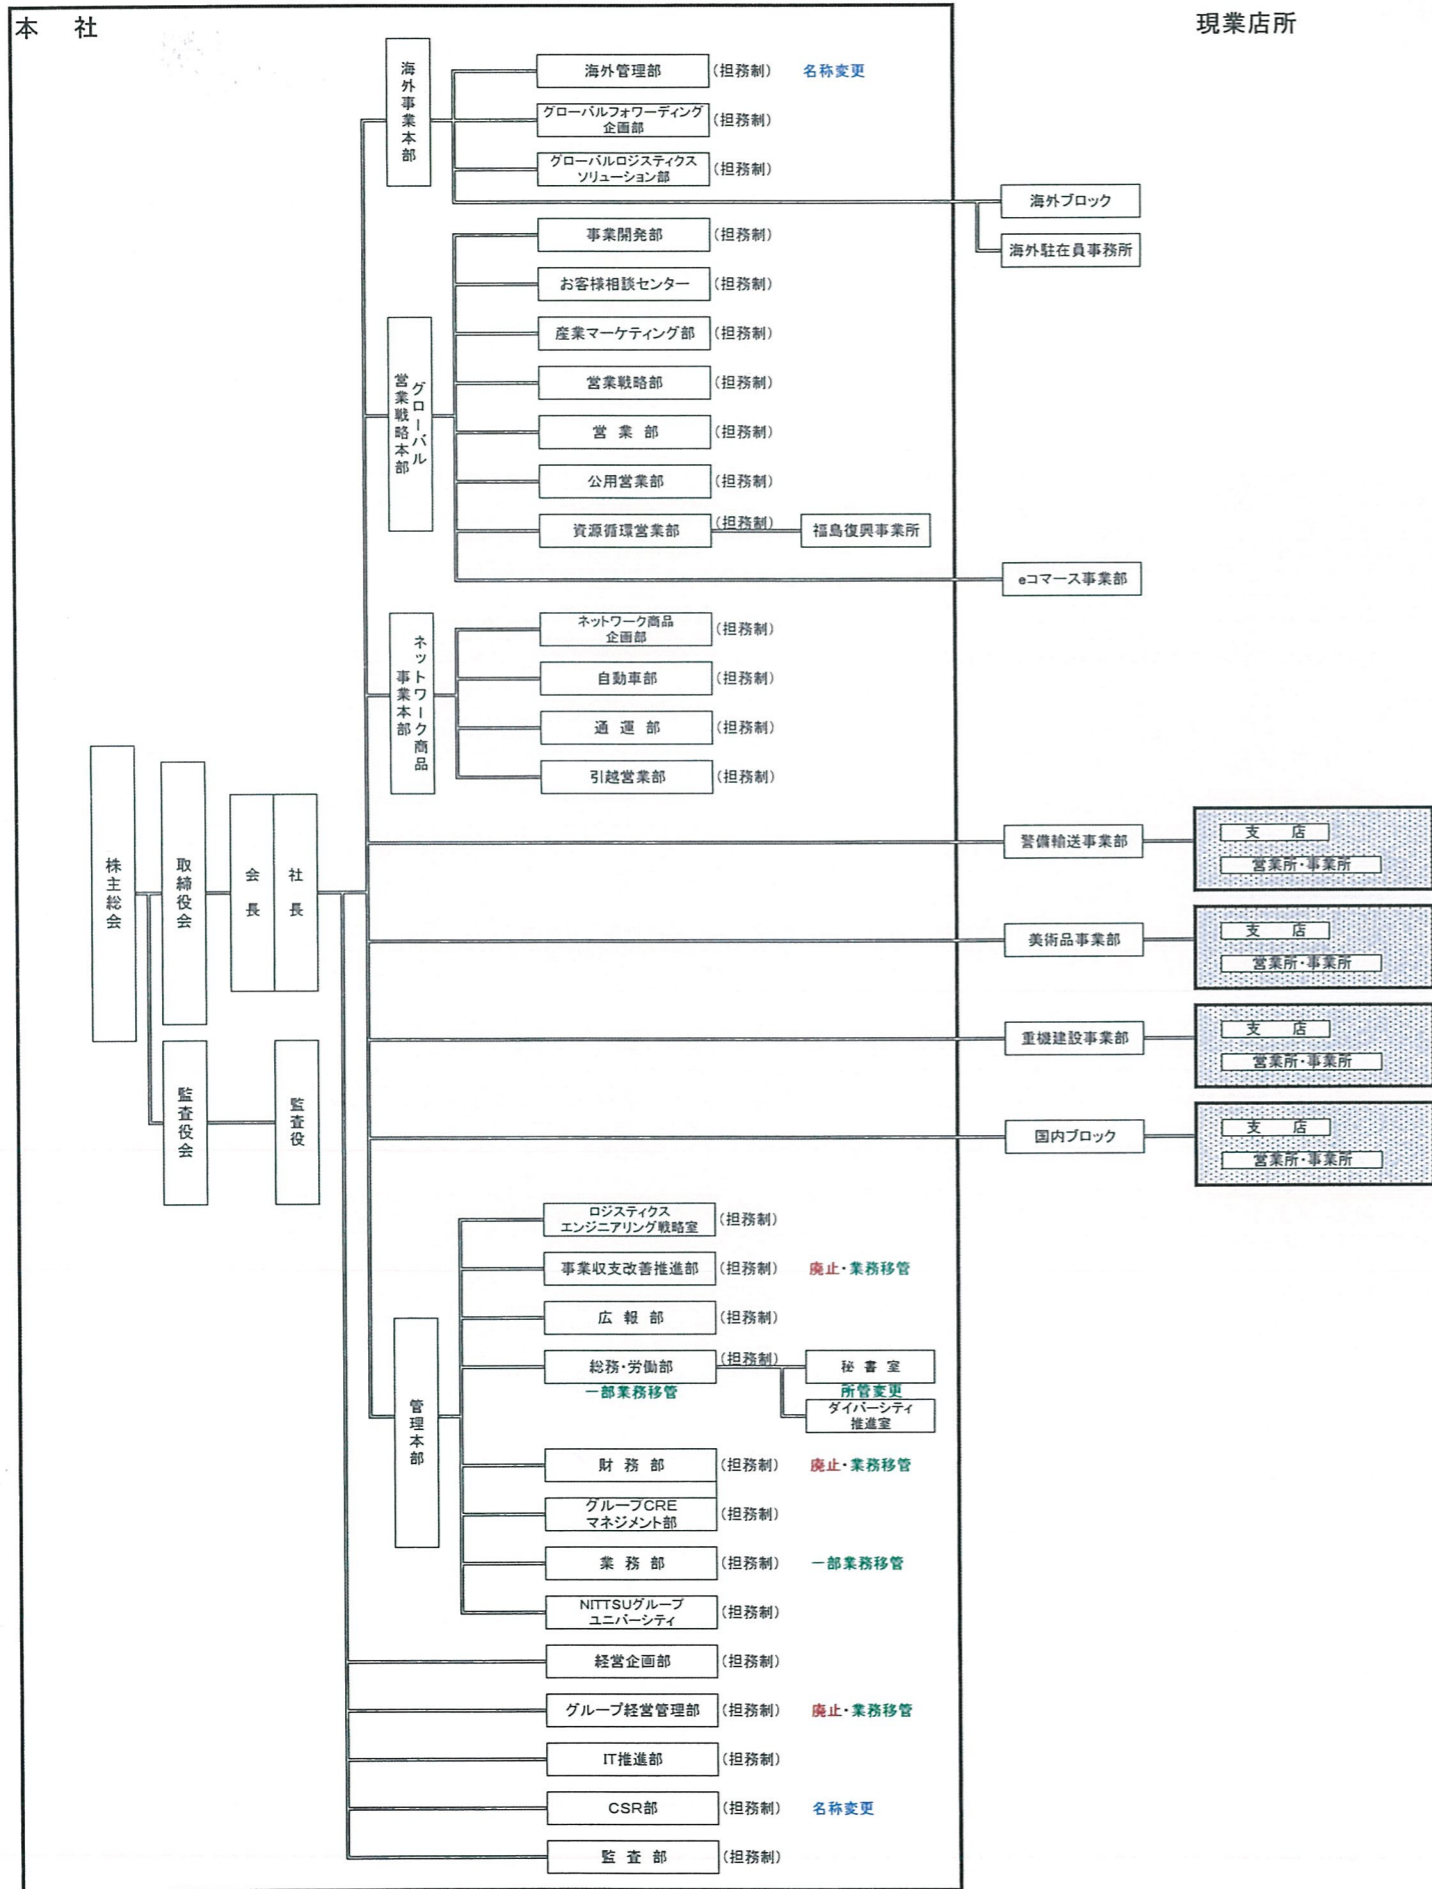 本　社
現業店所
海外事業本部
海外管理部 (担務制) 名称変更
グローバルフォワーディング
企画部 (担務制)
グローバルロジスティクス
ソリューション部 (担務制)
海外ブロック
海外駐在員事務所
グローバル
営業戦略本部
事業開発部 (担務制)
お客様相談センター (担務制)
産業マーケティング部 (担務制)
営業戦略部 (担務制)
営 業 部 (担務制)
公用営業部 (担務制)
資源循環営業部 (担務制) 福島復興事業所
eコマース事業部
ネットワーク商品
事業本部
ネットワーク商品
企画部 (担務制)
自動車部 (担務制)
通 運 部 (担務制)
引越営業部 (担務制)
株主総会
取締役会
会長
社長
監査役会
監査役
警備輸送事業部
支　店
営業所・事業所
美術品事業部
支　店
営業所・事業所
重機建設事業部
支　店
営業所・事業所
国内ブロック
支　店
営業所・事業所
管理本部
ロジスティクス
エンジニアリング戦略室 (担務制)
事業収支改善推進部 (担務制) 廃止・業務移管
広 報 部 (担務制)
総務・労働部 (担務制) 秘 書 室
一部業務移管 所管変更
ダイバーシティ
推進室
財 務 部 (担務制) 廃止・業務移管
グループCRE
マネジメント部 (担務制)
業 務 部 (担務制) 一部業務移管
NITTSUグループ
ユニバーシティ (担務制)
経営企画部 (担務制)
グループ経営管理部 (担務制) 廃止・業務移管
IT推進部 (担務制)
CSR部 (担務制) 名称変更
監 査 部 (担務制)